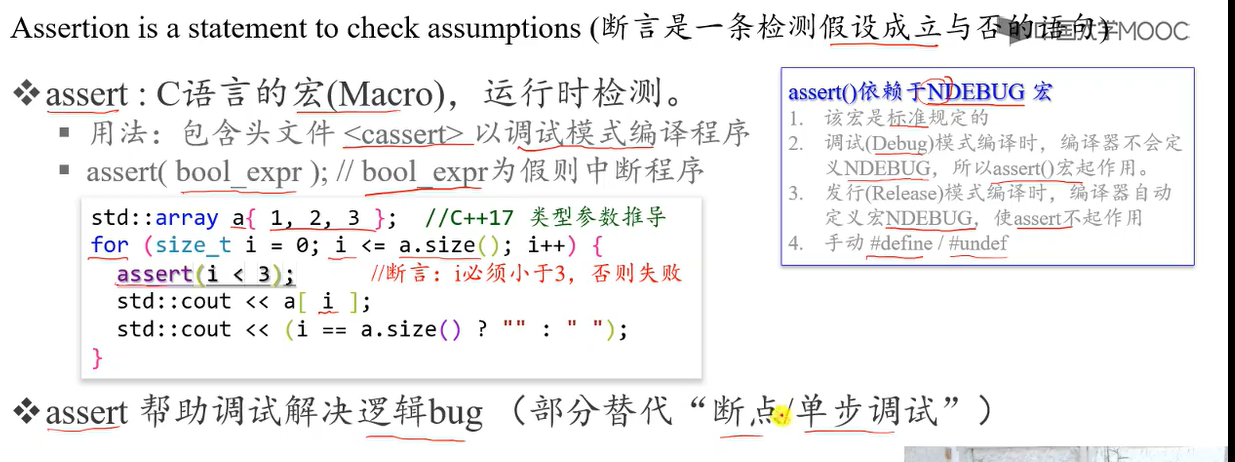 Assertion is a statement to check assumptions (断言是一条检测假设成立与否的语句)
中国大学MOOC
❖assert : C语言的宏(Macro)，运行时检测。
▪ 用法：包含头文件 <cassert> 以调试模式编译程序
▪ assert( bool_expr ); // bool_expr为假则中断程序
std::array a{ 1, 2, 3 };  //C++17 类型参数推导
for (size_t i = 0; i <= a.size(); i++) {
  assert(i < 3);        //断言：i必须小于3，否则失败
  std::cout << a[ i ];
  std::cout << (i == a.size() ? "" : " ");
}
❖assert 帮助调试解决逻辑bug （部分替代“断点/单步调试”）
assert()依赖于NDEBUG 宏
1. 该宏是标准规定的
2. 调试(Debug)模式编译时，编译器不会定
义NDEBUG，所以assert()宏起作用。
3. 发行(Release)模式编译时，编译器自动
定义宏NDEBUG，使assert不起作用
4. 手动 #define / #undef